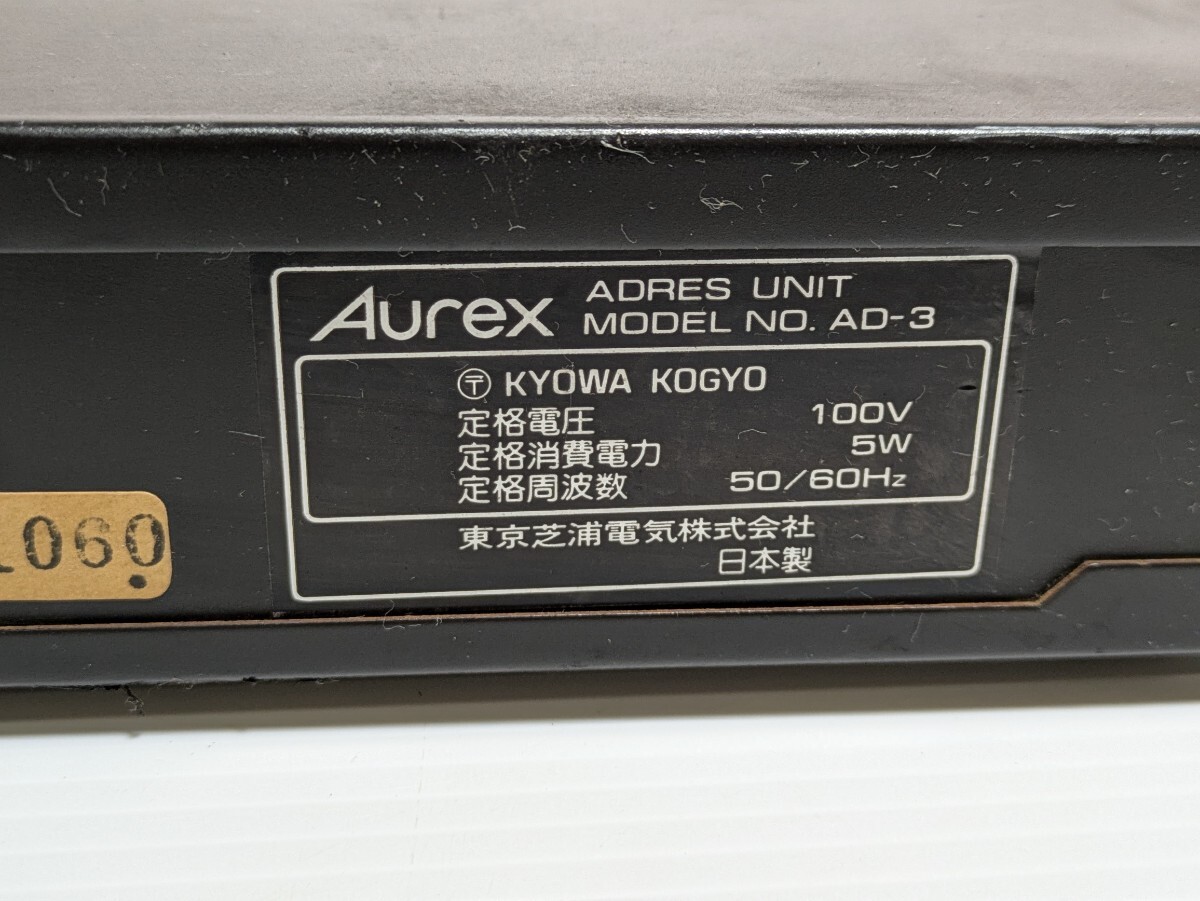 Aurex
ADRES UNIT
MODEL NO. AD-3
〒 KYOWA KOGYO
定格電圧 100V
定格消費電力 5W
定格周波数 50/60Hz
東京芝浦電気株式会社
日本製
1060